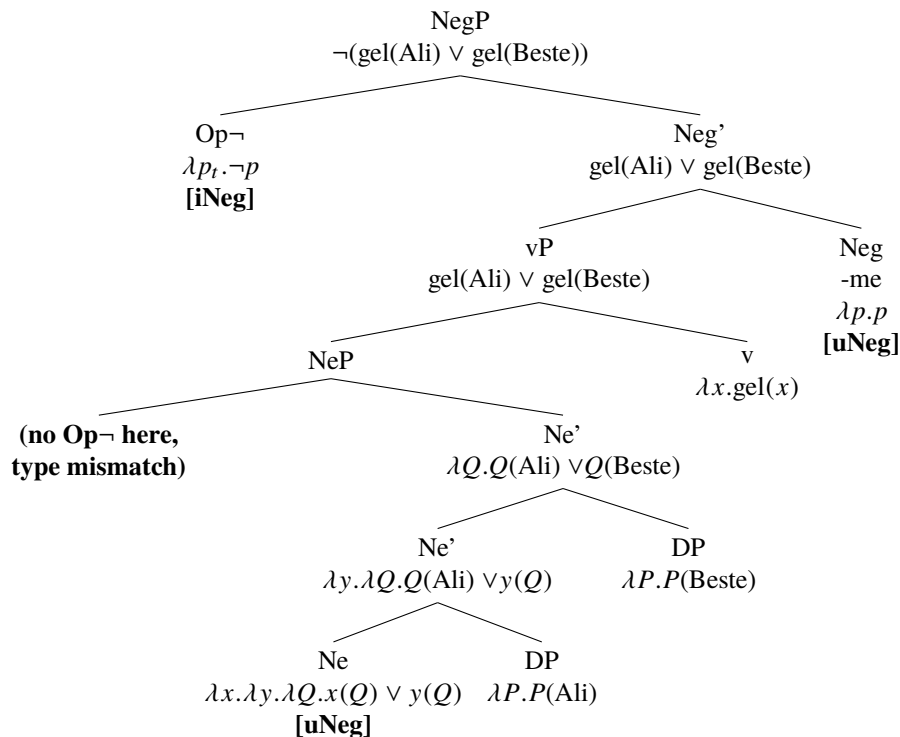 NegP
¬(gel(Ali) ∨ gel(Beste))
Op¬
λp_t.¬p
[iNeg]
Neg’
gel(Ali) ∨ gel(Beste)
vP
gel(Ali) ∨ gel(Beste)
Neg
-me
λp.p
[uNeg]
NeP
v
λx.gel(x)
(no Op¬ here,
type mismatch)
Ne’
λQ.Q(Ali) ∨Q(Beste)
Ne’
λy.λQ.Q(Ali) ∨y(Q)
DP
λP.P(Beste)
Ne
λx.λy.λQ.x(Q) ∨ y(Q)
[uNeg]
DP
λP.P(Ali)